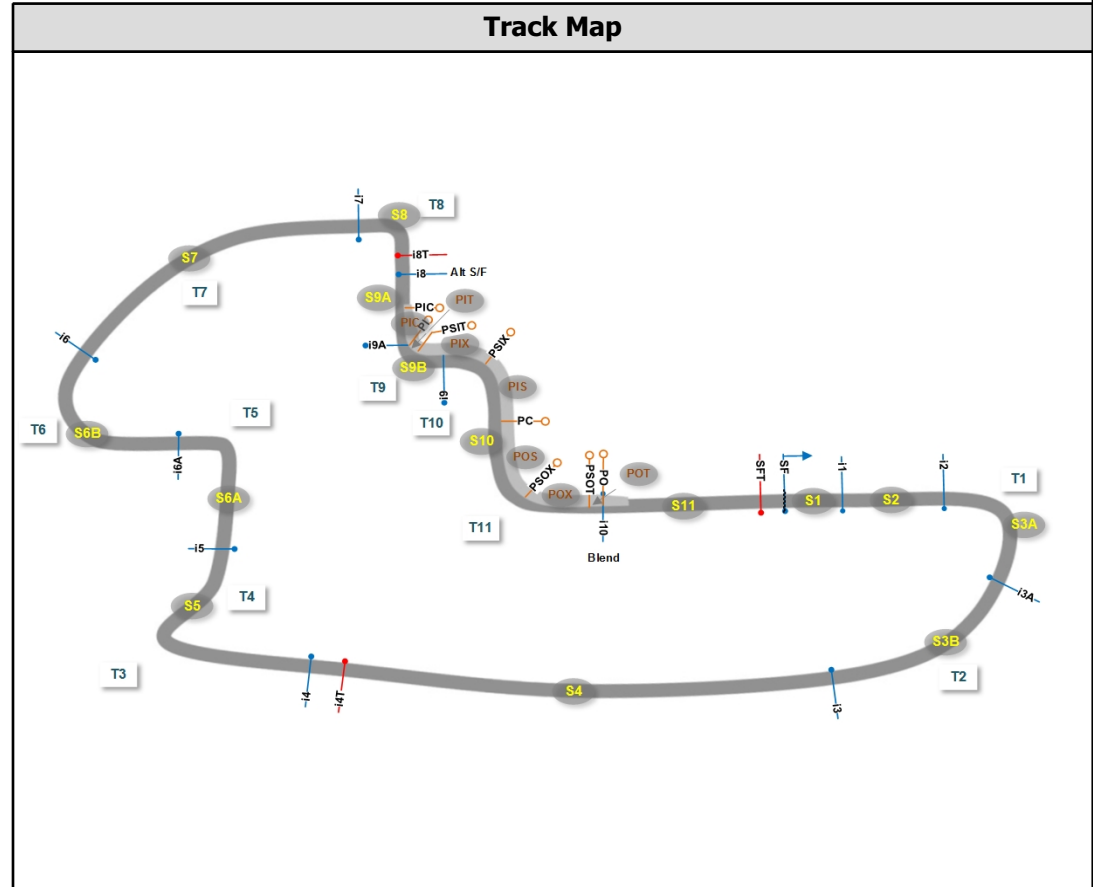 Track Map
i7
S8
T8
i8T
i8
Alt S/F
S7
T7
S9A
PIC
PIT
PIC
PI
PSIT
PIX
PSIX
i6
i9A
S9B
T9
i9
T10
PIS
PC
T6
S6B
T5
i6A
S10
POS
PSOX
POX
PSOT
PO
POT
i10
Blend
T11
S11
SFT
SF
S1
i1
S2
i2
T1
S3A
S6A
i5
S5
T4
i3A
S3B
T2
T3
i4
i4T
S4
i3